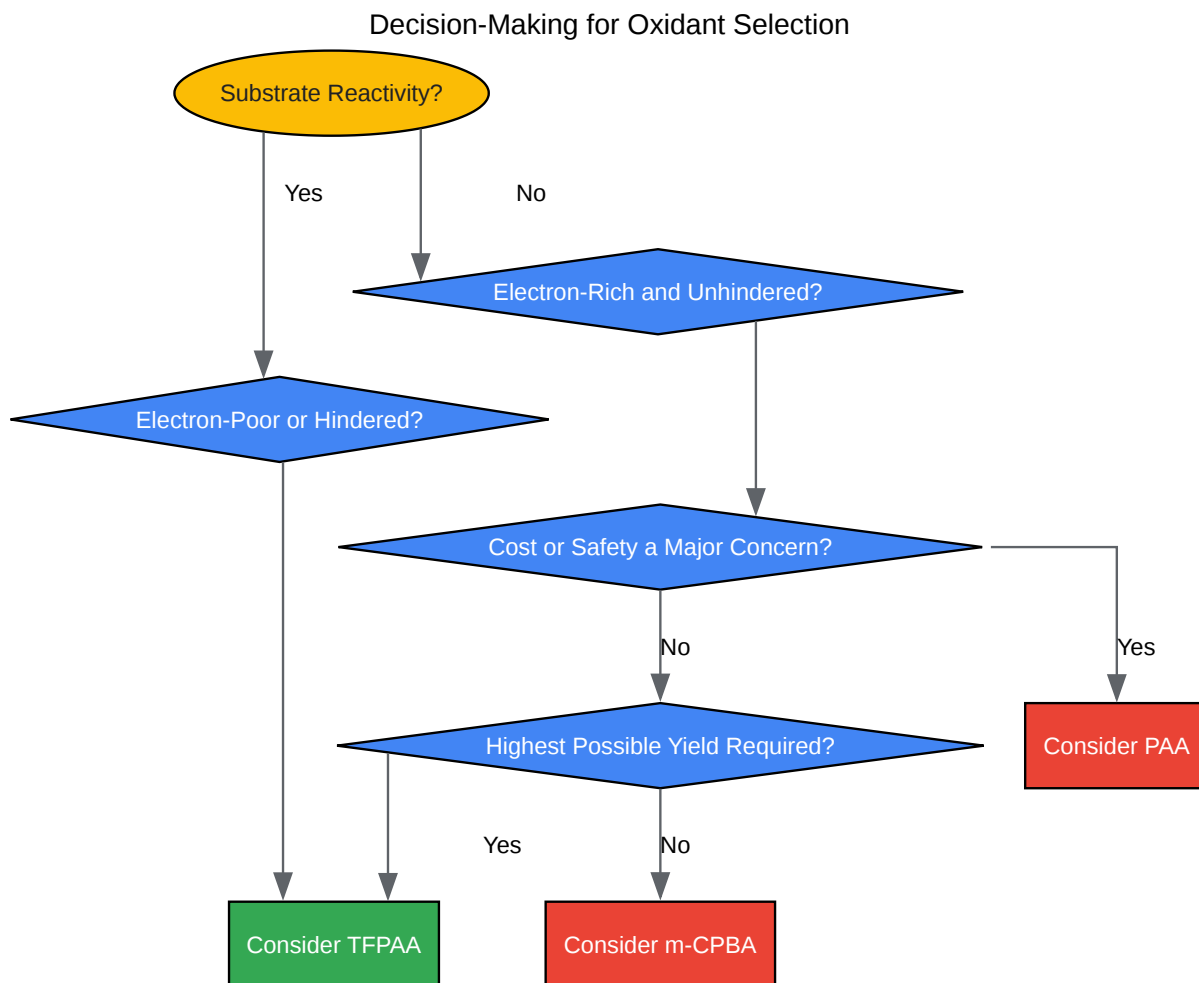 Decision-Making for Oxidant Selection
Substrate Reactivity?
Yes
No
Electron-Rich and Unhindered?
Electron-Poor or Hindered?
Cost or Safety a Major Concern?
No
Yes
Highest Possible Yield Required?
Consider PAA
Yes
No
Consider TFPAA
Consider m-CPBA